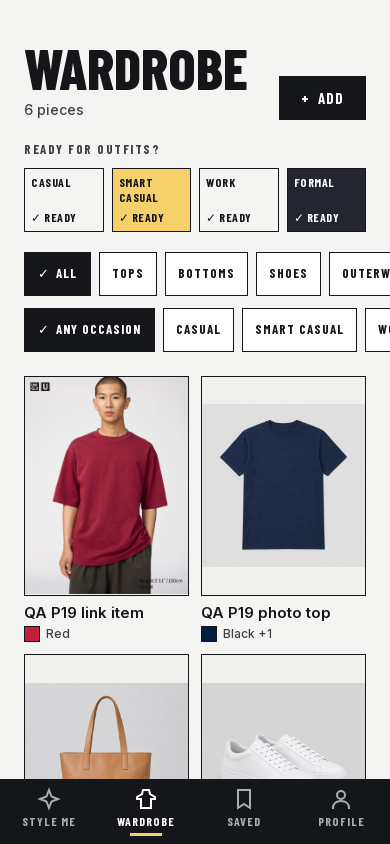 WARDROBE
6 pieces
+ ADD
READY FOR OUTFITS?
CASUAL
✓ READY
SMART
CASUAL
✓ READY
WORK
✓ READY
FORMAL
✓ READY
✓ ALL
TOPS
BOTTOMS
SHOES
OUTERW
✓ ANY OCCASION
CASUAL
SMART CASUAL
QA P19 link item
Red
QA P19 photo top
Black +1
STYLE ME
WARDROBE
SAVED
PROFILE